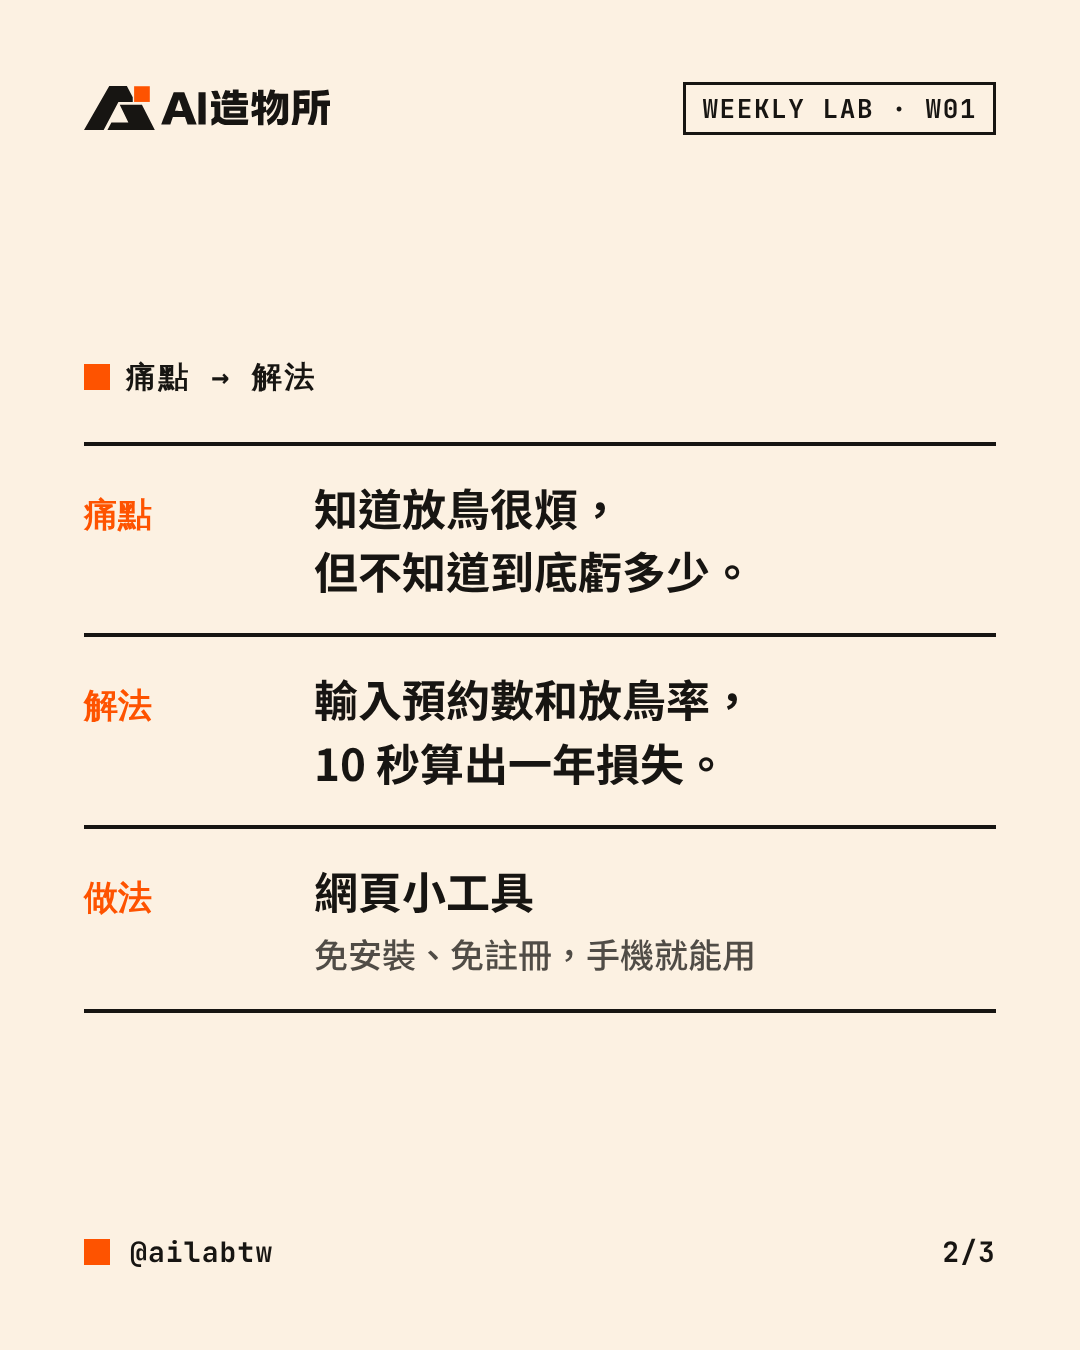 AI造物所
WEEKLY LAB · W01
痛點 → 解法
痛點
知道放鳥很煩，
但不知道到底虧多少。
解法
輸入預約數和放鳥率，
10 秒算出一年損失。
做法
網頁小工具
免安裝、免註冊，手機就能用
@ailabtw
2/3